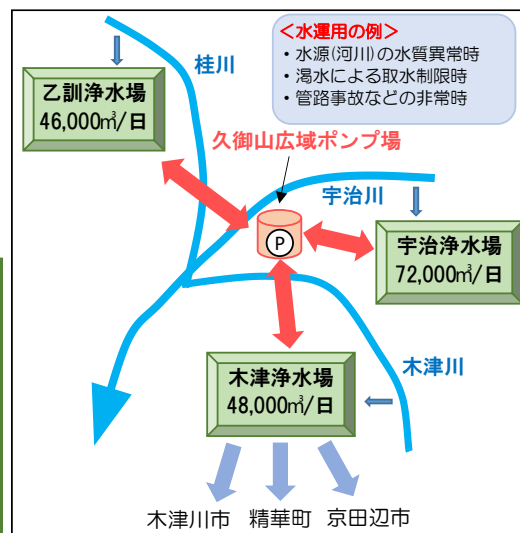 <水運用の例>
・水源(河川)の水質異常時
・渇水による取水制限時
・管路事故などの非常時
桂川
乙訓浄水場
46,000㎥/日
久御山広域ポンプ場
宇治川
P
宇治浄水場
72,000㎥/日
木津川
木津浄水場
48,000㎥/日
木津川市 精華町 京田辺市